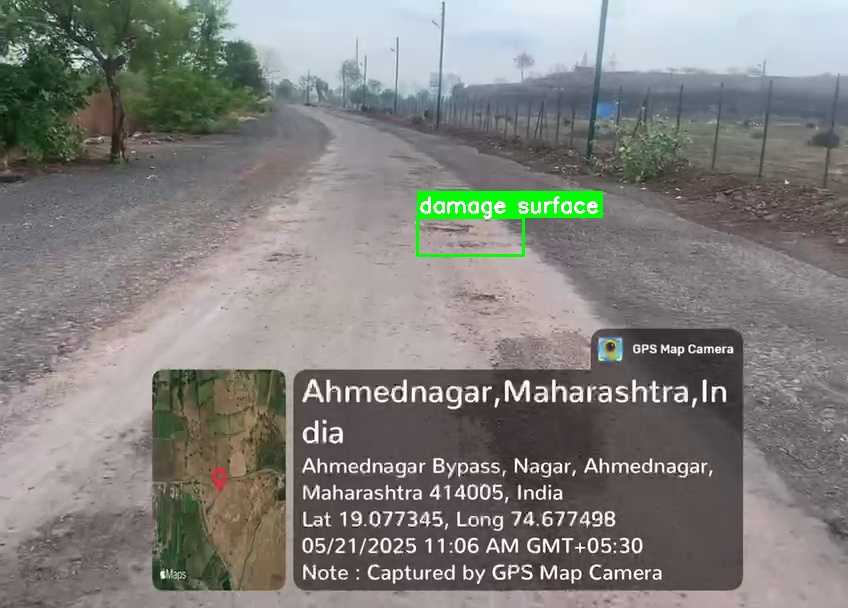 damage surface
GPS Map Camera
Ahmednagar,Maharashtra,In
dia
Ahmednagar Bypass, Nagar, Ahmednagar,
Maharashtra 414005, India
Lat 19.077345, Long 74.677498
05/21/2025 11:06 AM GMT+05:30
Note : Captured by GPS Map Camera
Maps